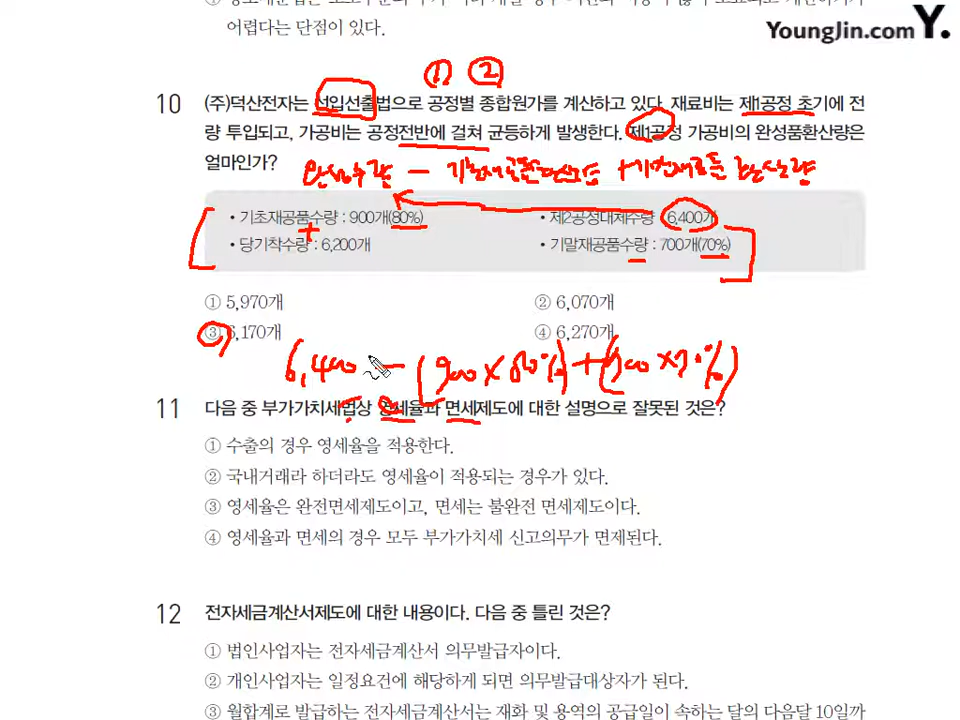 어렵다는 단점이 있다.
YoungJin.com Y.
① ②
10 (주)덕산전자는 선입선출법으로 공정별 종합원가를 계산하고 있다. 재료비는 제1공정 초기에 전
량 투입되고, 가공비는 공정전반에 걸쳐 균등하게 발생한다. 제1공정 가공비의 완성품환산량은
얼마인가?
완성수량 - 기초재공품환산량 + 기말재공품환산량
• 기초재공품수량 : 900개(80%) • 제2공정대체수량 : 6,400개
+
• 당기착수량 : 6,200개 • 기말재공품수량 : 700개(70%)
① 5,970개 ② 6,070개
③ 6,170개 ④ 6,270개
6,400 - (900 × 80%) + (700 × 70%)
11 다음 중 부가가치세법상 영세율과 면세제도에 대한 설명으로 잘못된 것은?
① 수출의 경우 영세율을 적용한다.
② 국내거래라 하더라도 영세율이 적용되는 경우가 있다.
③ 영세율은 완전면세제도이고, 면세는 불완전 면세제도이다.
④ 영세율과 면세의 경우 모두 부가가치세 신고의무가 면제된다.
12 전자세금계산서제도에 대한 내용이다. 다음 중 틀린 것은?
① 법인사업자는 전자세금계산서 의무발급자이다.
② 개인사업자는 일정요건에 해당하게 되면 의무발급대상자가 된다.
③ 월합계로 발급하는 전자세금계산서는 재화 및 용역의 공급일이 속하는 달의 다음달 10일까